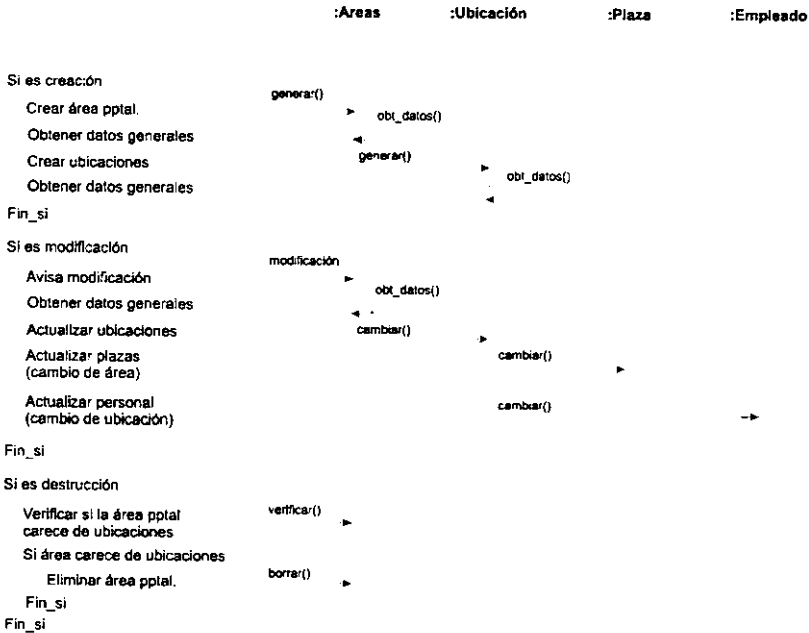 :Áreas :Ubicación :Plaza :Empleado
Si es creación
generar()
Crear área pptal.
obt_datos()
Obtener datos generales
generar()
Crear ubicaciones
obt_datos()
Obtener datos generales
Fin_si
Si es modificación
modificación
Avisa modificación
obt_datos()
Obtener datos generales
Actualizar ubicaciones cambiar()
Actualizar plazas cambiar()
(cambio de área)
Actualizar personal cambiar()
(cambio de ubicación)
Fin_si
Si es destrucción
Verificar si la área pptal verificar()
carece de ubicaciones
Si área carece de ubicaciones
Eliminar área pptal. borrar()
Fin_si
Fin_si